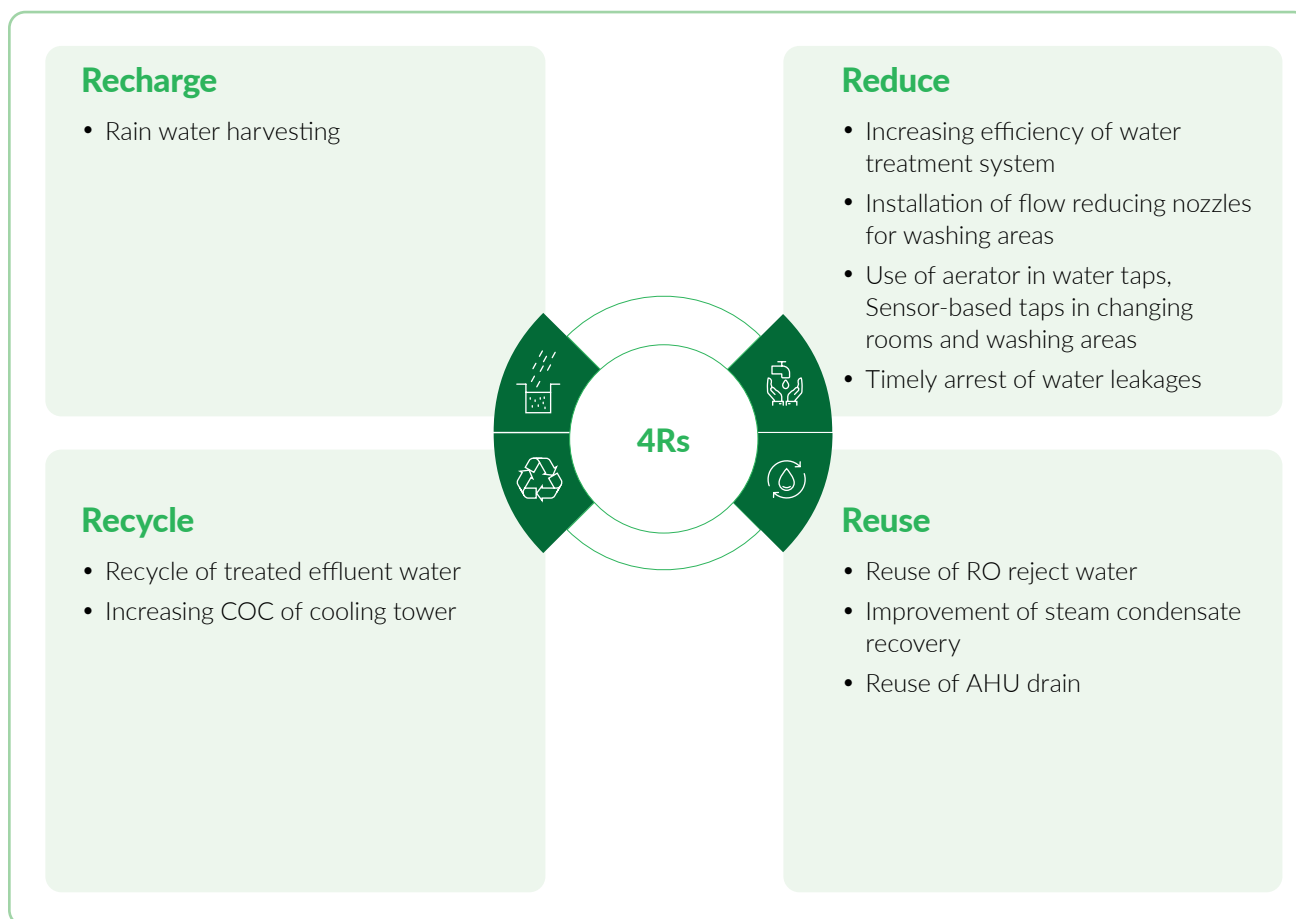 Recharge
• Rain water harvesting
Reduce
• Increasing efficiency of water
treatment system
• Installation of flow reducing nozzles
for washing areas
• Use of aerator in water taps,
Sensor-based taps in changing
rooms and washing areas
• Timely arrest of water leakages
4Rs
Recycle
• Recycle of treated effluent water
• Increasing COC of cooling tower
Reuse
• Reuse of RO reject water
• Improvement of steam condensate
recovery
• Reuse of AHU drain